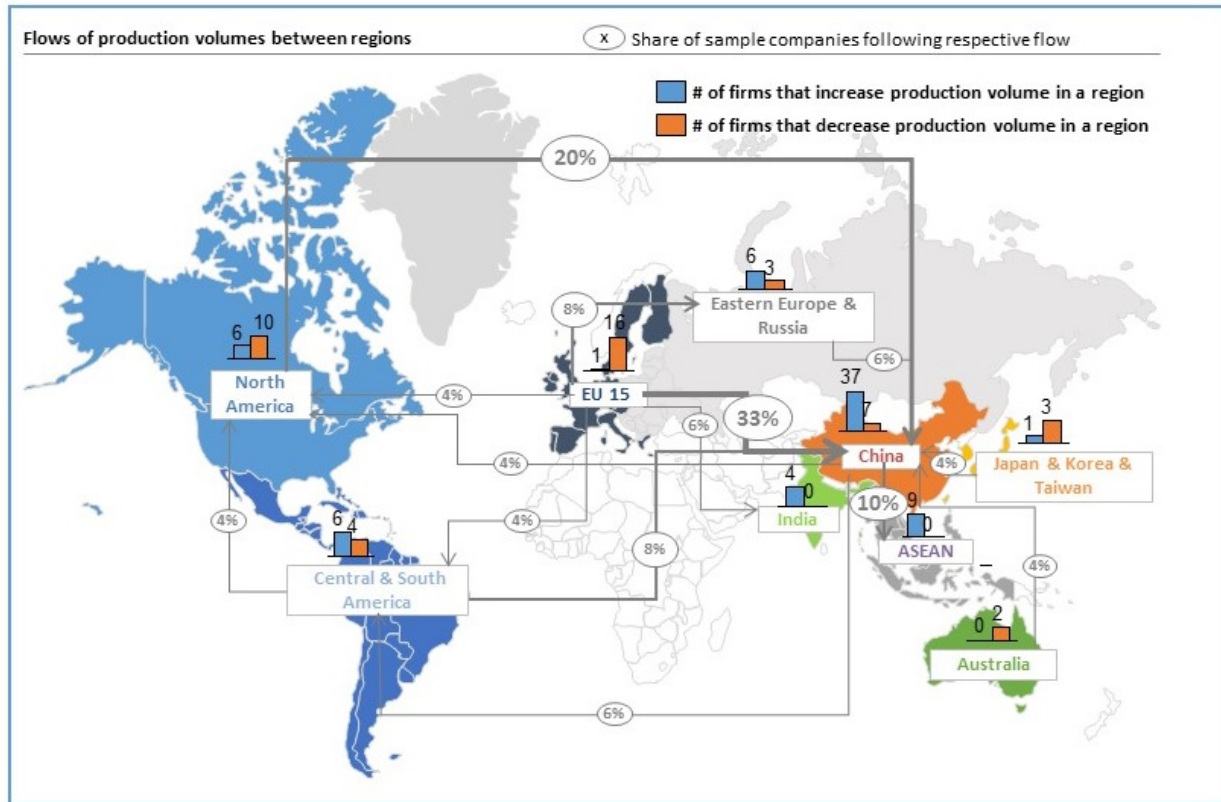 Flows of production volumes between regions
x Share of sample companies following respective flow
# of firms that increase production volume in a region
# of firms that decrease production volume in a region
20%
6 3
8%
Eastern Europe &
Russia
16
1
6 10
6%
North
America
4%
EU 15
37
7
33%
6%
1 3
China
4%
Japan & Korea &
Taiwan
4%
4 0
10%
9
0
India
4%
4%
6 4
8%
ASEAN
–
4%
Central & South
America
0 2
Australia
6%